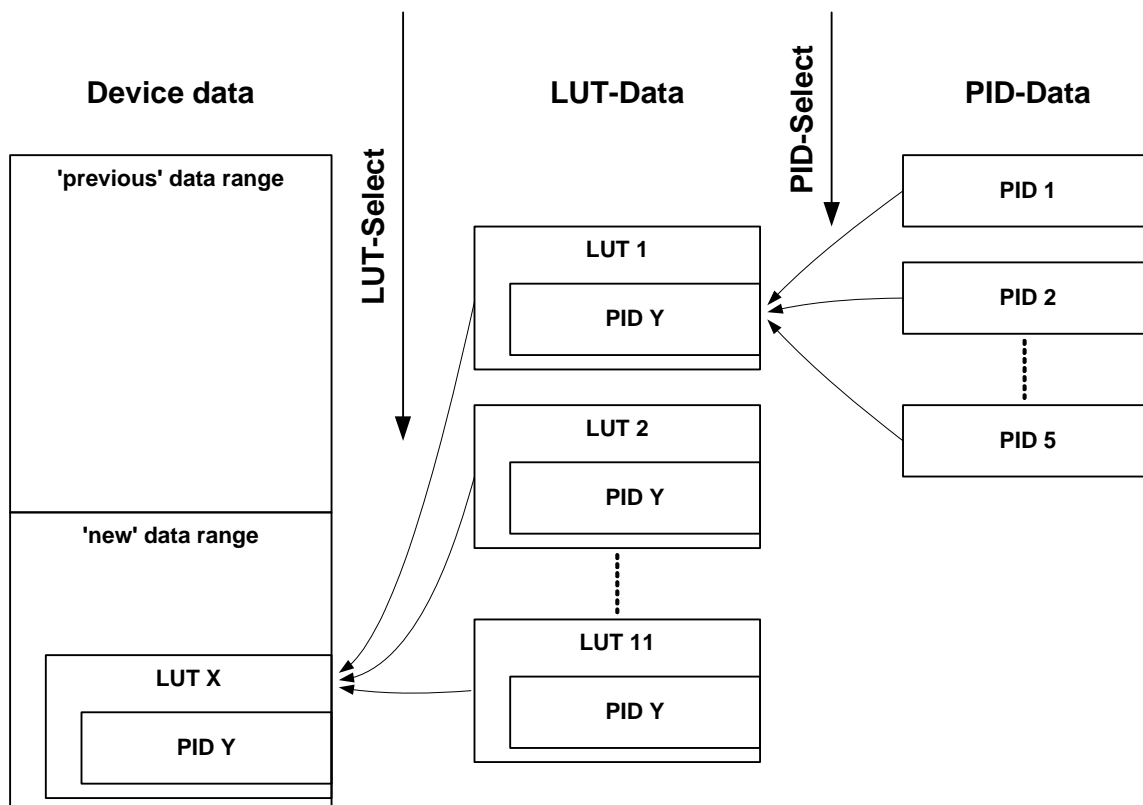 Device data
'previous' data range
'new' data range
LUT X
PID Y
LUT-Select
LUT-Data
LUT 1
PID Y
LUT 2
PID Y
LUT 11
PID Y
PID-Select
PID-Data
PID 1
PID 2
PID 5